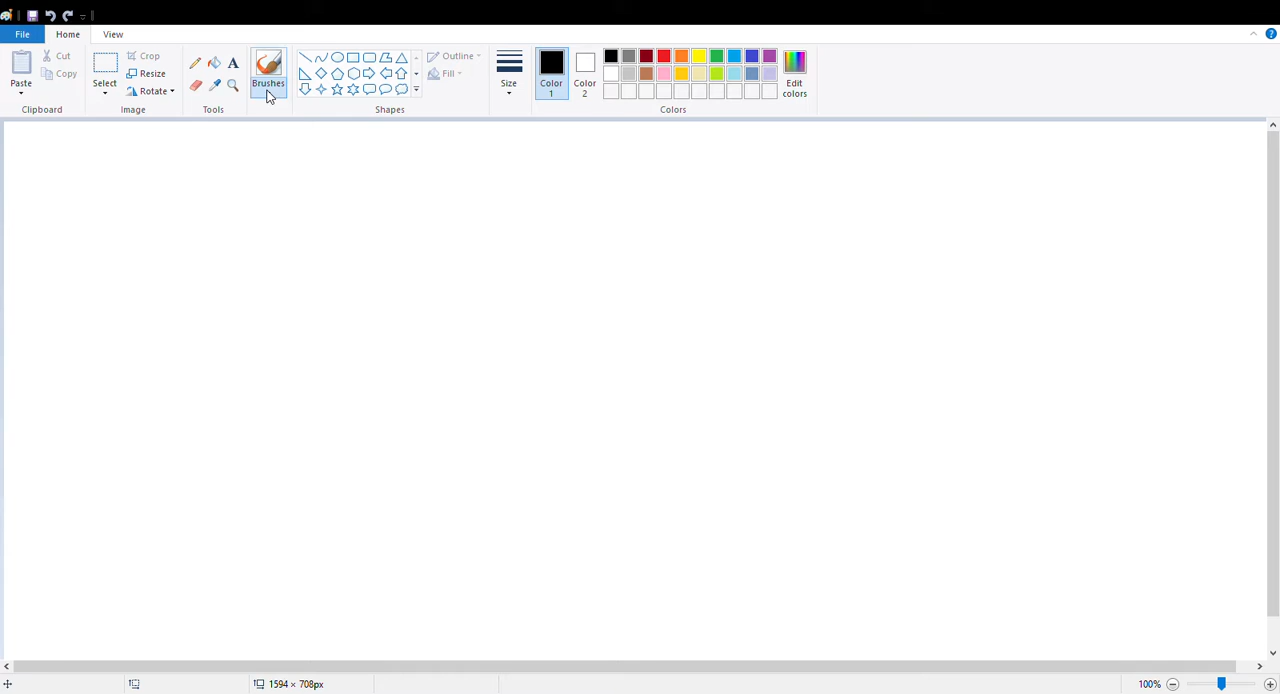 File Home View
Paste Cut Copy Select Crop Resize Rotate A Brushes Outline Fill Size Color 1 Color 2 Edit colors
Clipboard Image Tools Shapes Colors
1594 × 708px 100%